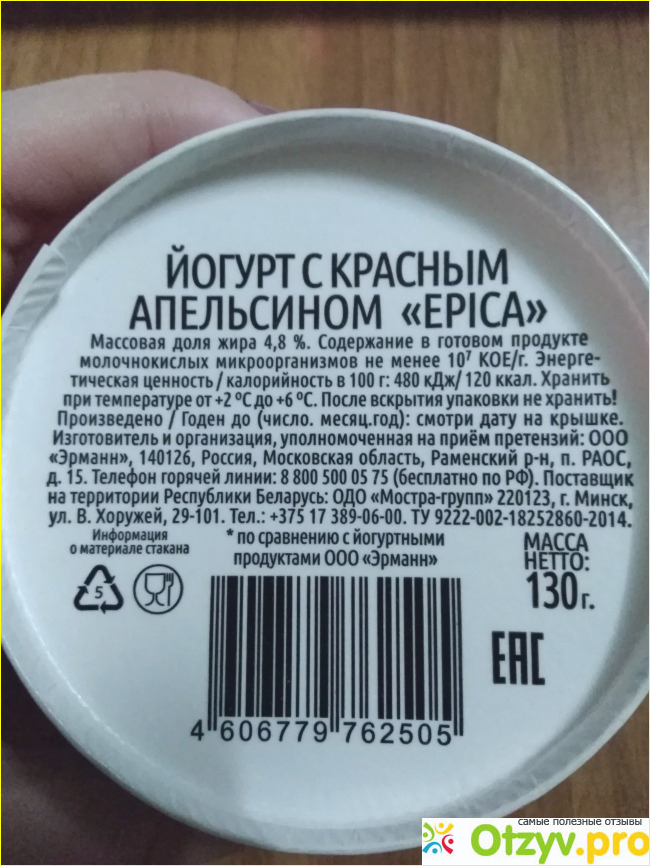 ЙОГУРТ С КРАСНЫМ
АПЕЛЬСИНОМ «EPICA»
Массовая доля жира 4,8 %. Содержание в готовом продукте
молочнокислых микроорганизмов не менее 10⁷ КОЕ/г. Энерге-
тическая ценность / калорийность в 100 г: 480 кДж/ 120 ккал. Хранить
при температуре от +2 °С до +6 °С. После вскрытия упаковки не хранить!
Произведено / Годен до (число. месяц.год): смотри дату на крышке.
Изготовитель и организация, уполномоченная на приём претензий: ООО
«Эрманн», 140126, Россия, Московская область, Раменский р-н, п. РАОС,
д. 15. Телефон горячей линии: 8 800 500 05 75 (бесплатно по РФ). Поставщик
на территории Республики Беларусь: ОДО «Мостра-групп» 220123, г. Минск,
ул. В. Хоружей, 29-101. Тел.: +375 17 389-06-00. ТУ 9222-002-18252860-2014.
Информация
о материале стакана
* по сравнению с йогуртными
продуктами ООО «Эрманн»
МАССА
НЕТТО:
130 г.
5
EAC
4 606779 762505
самые полезные отзывы
Otzyv.pro